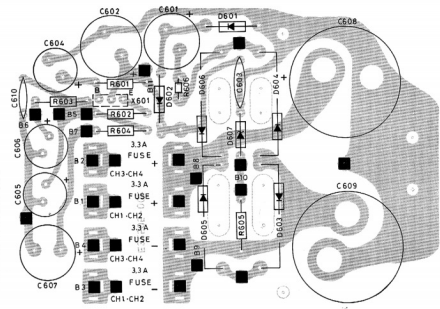 C602
C601
+
D601
C608
C604
+
+
R601
B
E
B
D602
R606
D606
C603
D604
+
C610
R603
X601
B6
+
B5
R602
D607
C606
B7
R604
3.3A
FUSE
+
B2
CH3-CH4
B8
+
C605
3.3A
FUSE
+
B1
CH1-CH2
B10
D605
R605
D603
C609
3.3A
FUSE
-
B4
CH3-CH4
B9
C607
+
3.3A
FUSE
-
B3
CH1-CH2